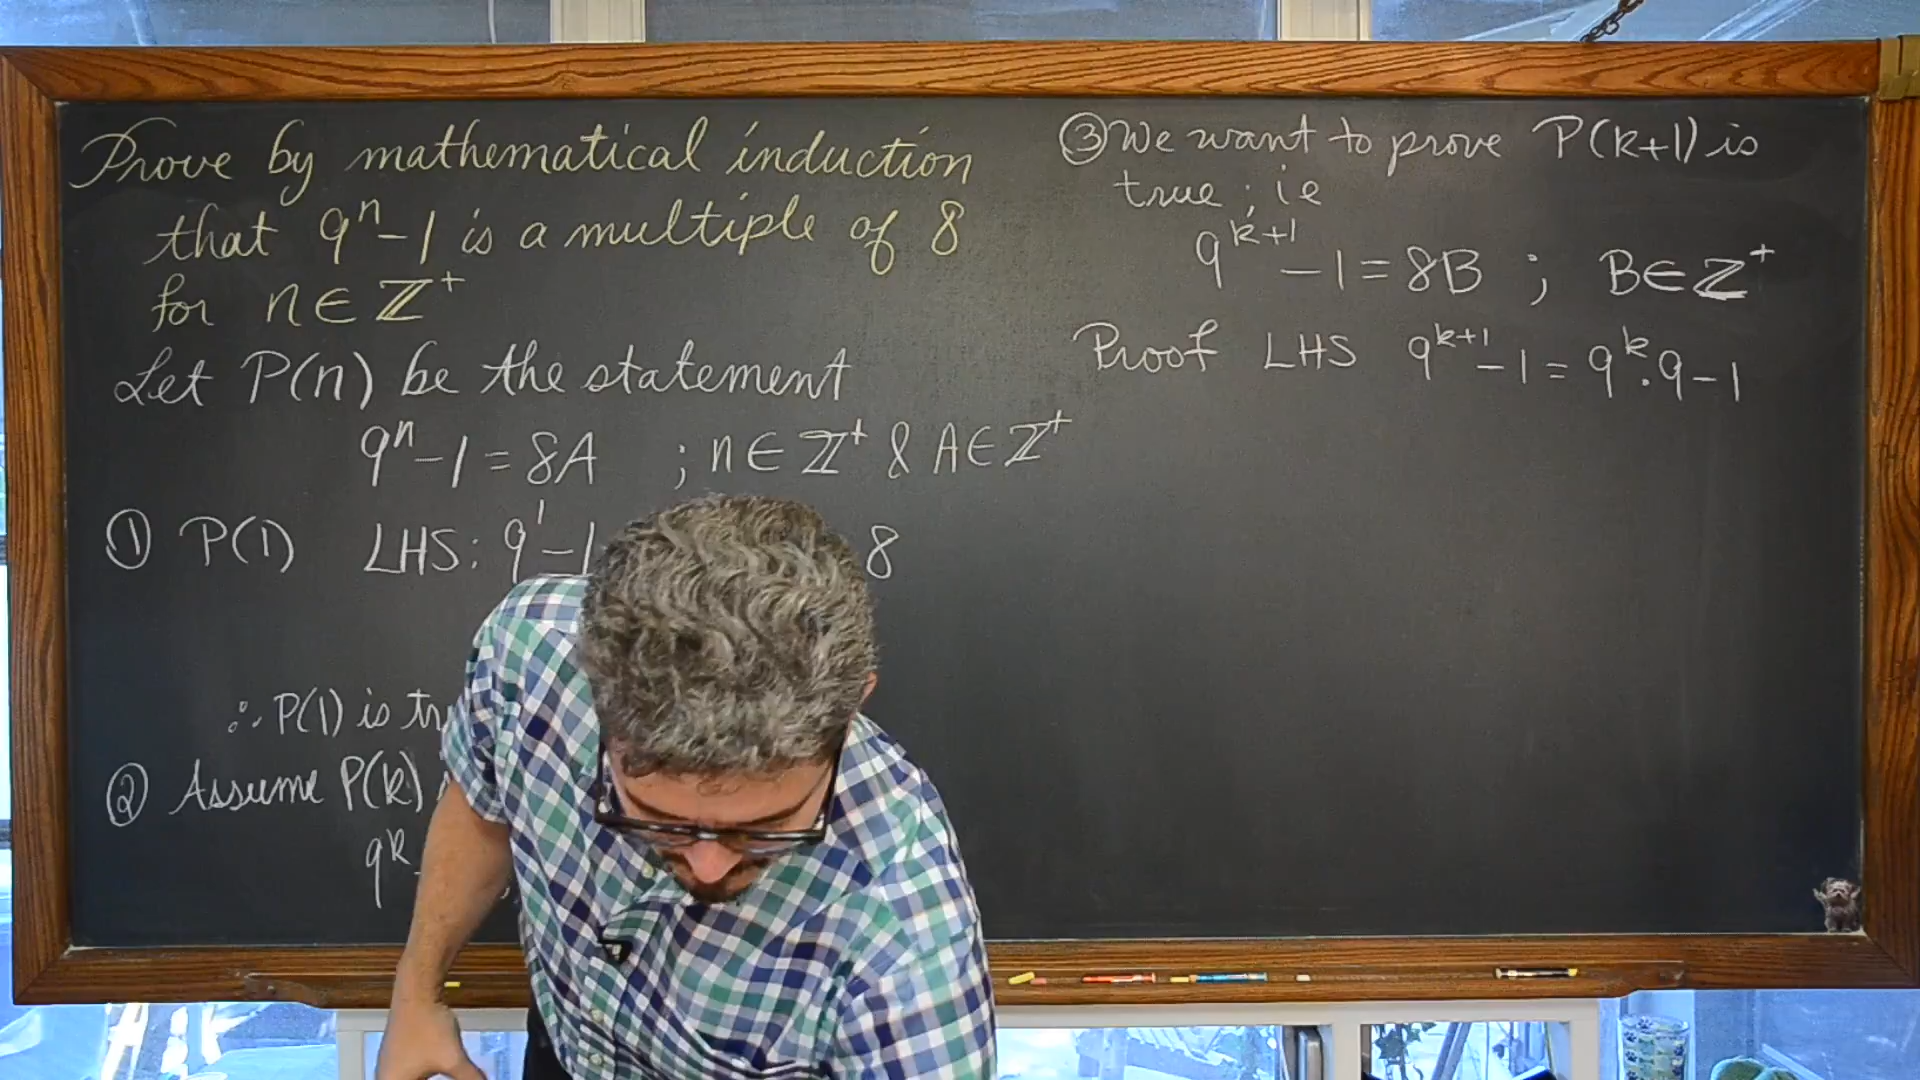 Prove by mathematical induction
that 9ⁿ-1 is a multiple of 8
for n∈ℤ⁺
Let P(n) be the statement
9ⁿ-1=8A ; n∈ℤ⁺ & A∈ℤ⁺
① P(1) LHS: 9¹-1 8
∴ P(1) is
② Assume P(k)
9ᵏ
③ We want to prove P(k+1) is
true; ie
9ᵏ⁺¹-1=8B ; B∈ℤ⁺
Proof LHS 9ᵏ⁺¹-1=9ᵏ·9-1